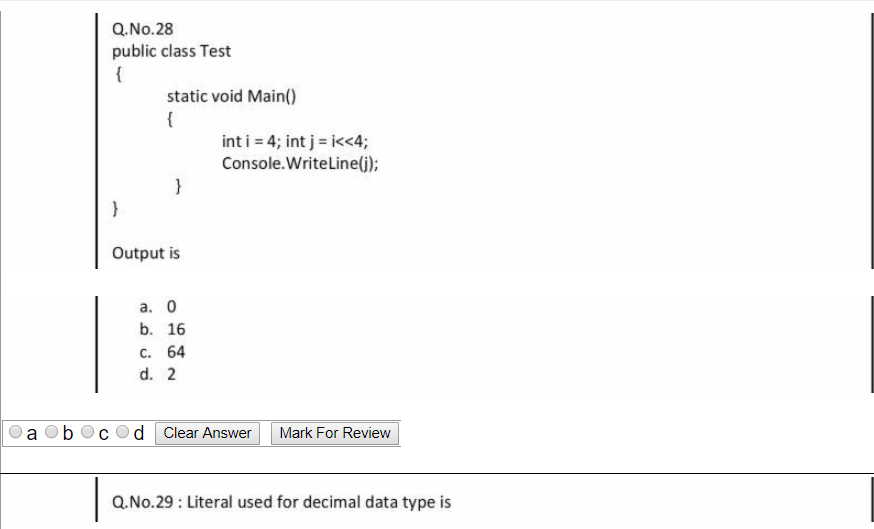 Q.No.28
public class Test
{
static void Main()
{
int i = 4; int j = i<<4;
Console.WriteLine(j);
}
}
Output is
a. 0
b. 16
c. 64
d. 2
a b c d Clear Answer Mark For Review
Q.No.29 : Literal used for decimal data type is